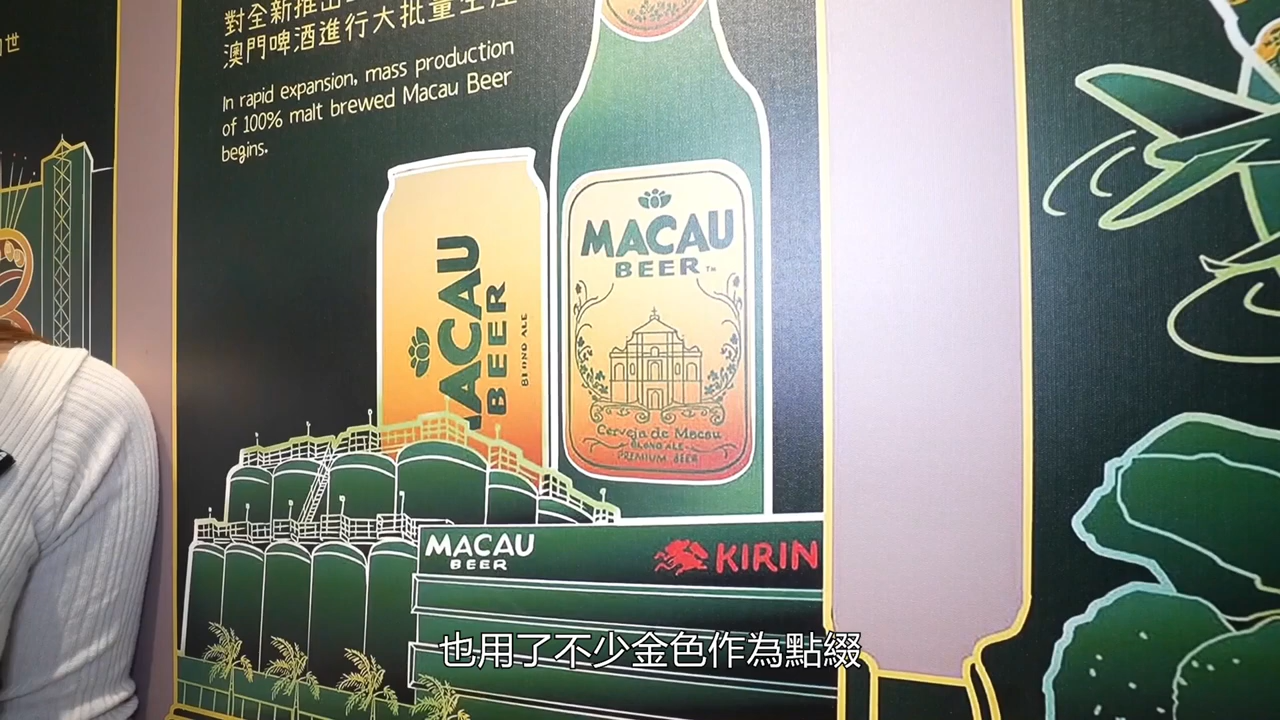 對全新推出
澳門啤酒進行大批量生產
In rapid expansion, mass production
of 100% malt brewed Macau Beer
begins.
MACAU
BEER
BLOND ALE
MACAU
BEER™
Cerveja de Macau
BLOND ALE
PREMIUM BEER
MACAU
BEER
KIRIN
也用了不少金色作為點綴